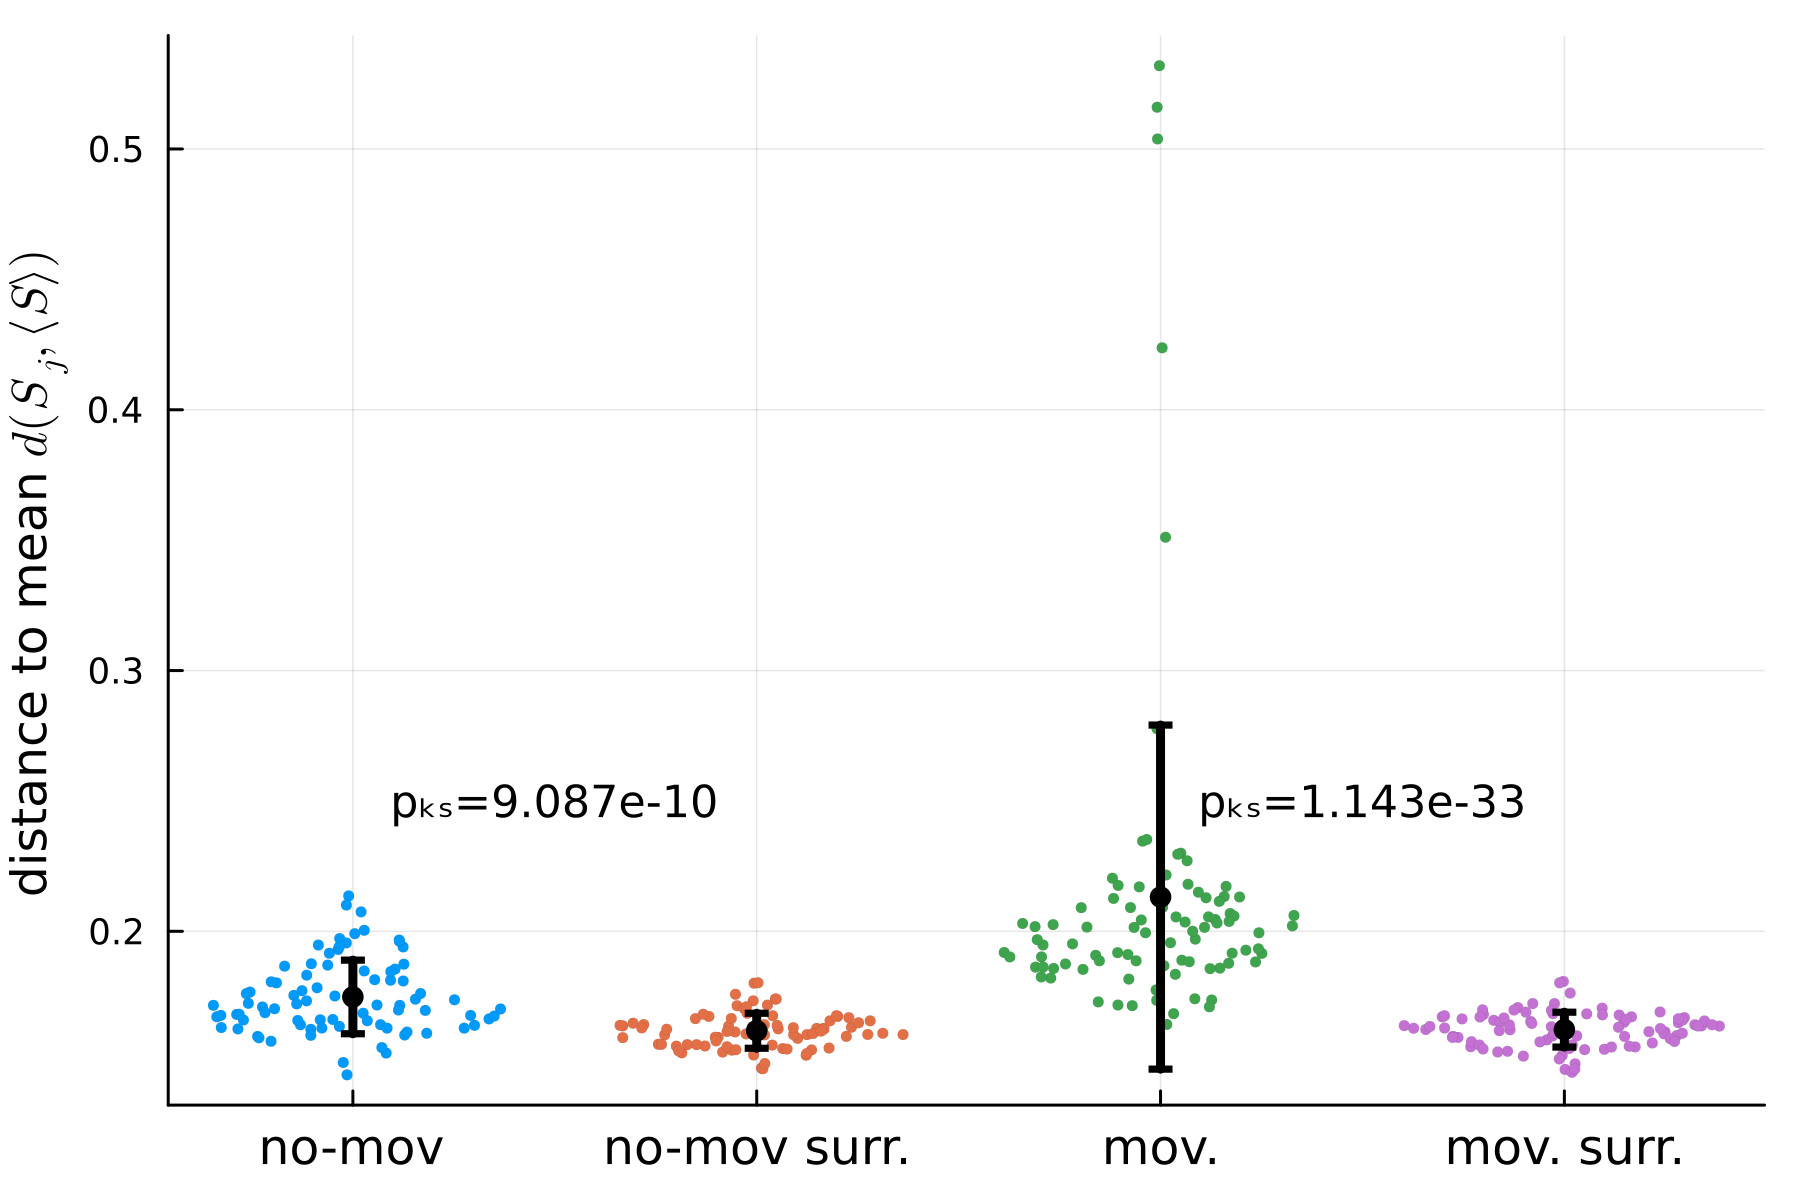 distance to mean d(Sⱼ, ⟨S⟩)
0.5
0.4
0.3
0.2
pₖₛ=9.087e-10
pₖₛ=1.143e-33
no-mov
no-mov surr.
mov.
mov. surr.